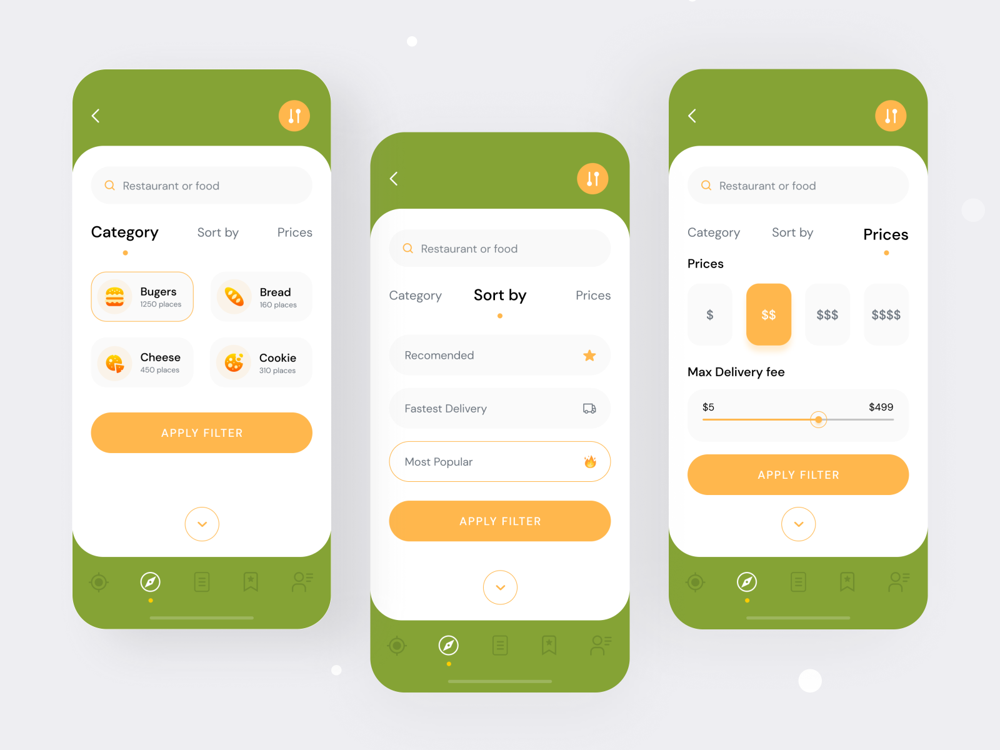 Restaurant or food
Category Sort by Prices
Bugers
1250 places
Bread
160 places
Cheese
450 places
Cookie
310 places
APPLY FILTER
Restaurant or food
Category Sort by Prices
Recomended
Fastest Delivery
Most Popular
APPLY FILTER
Restaurant or food
Category Sort by Prices
Prices
$ $$ $$$ $$$$
Max Delivery fee
$5 $499
APPLY FILTER